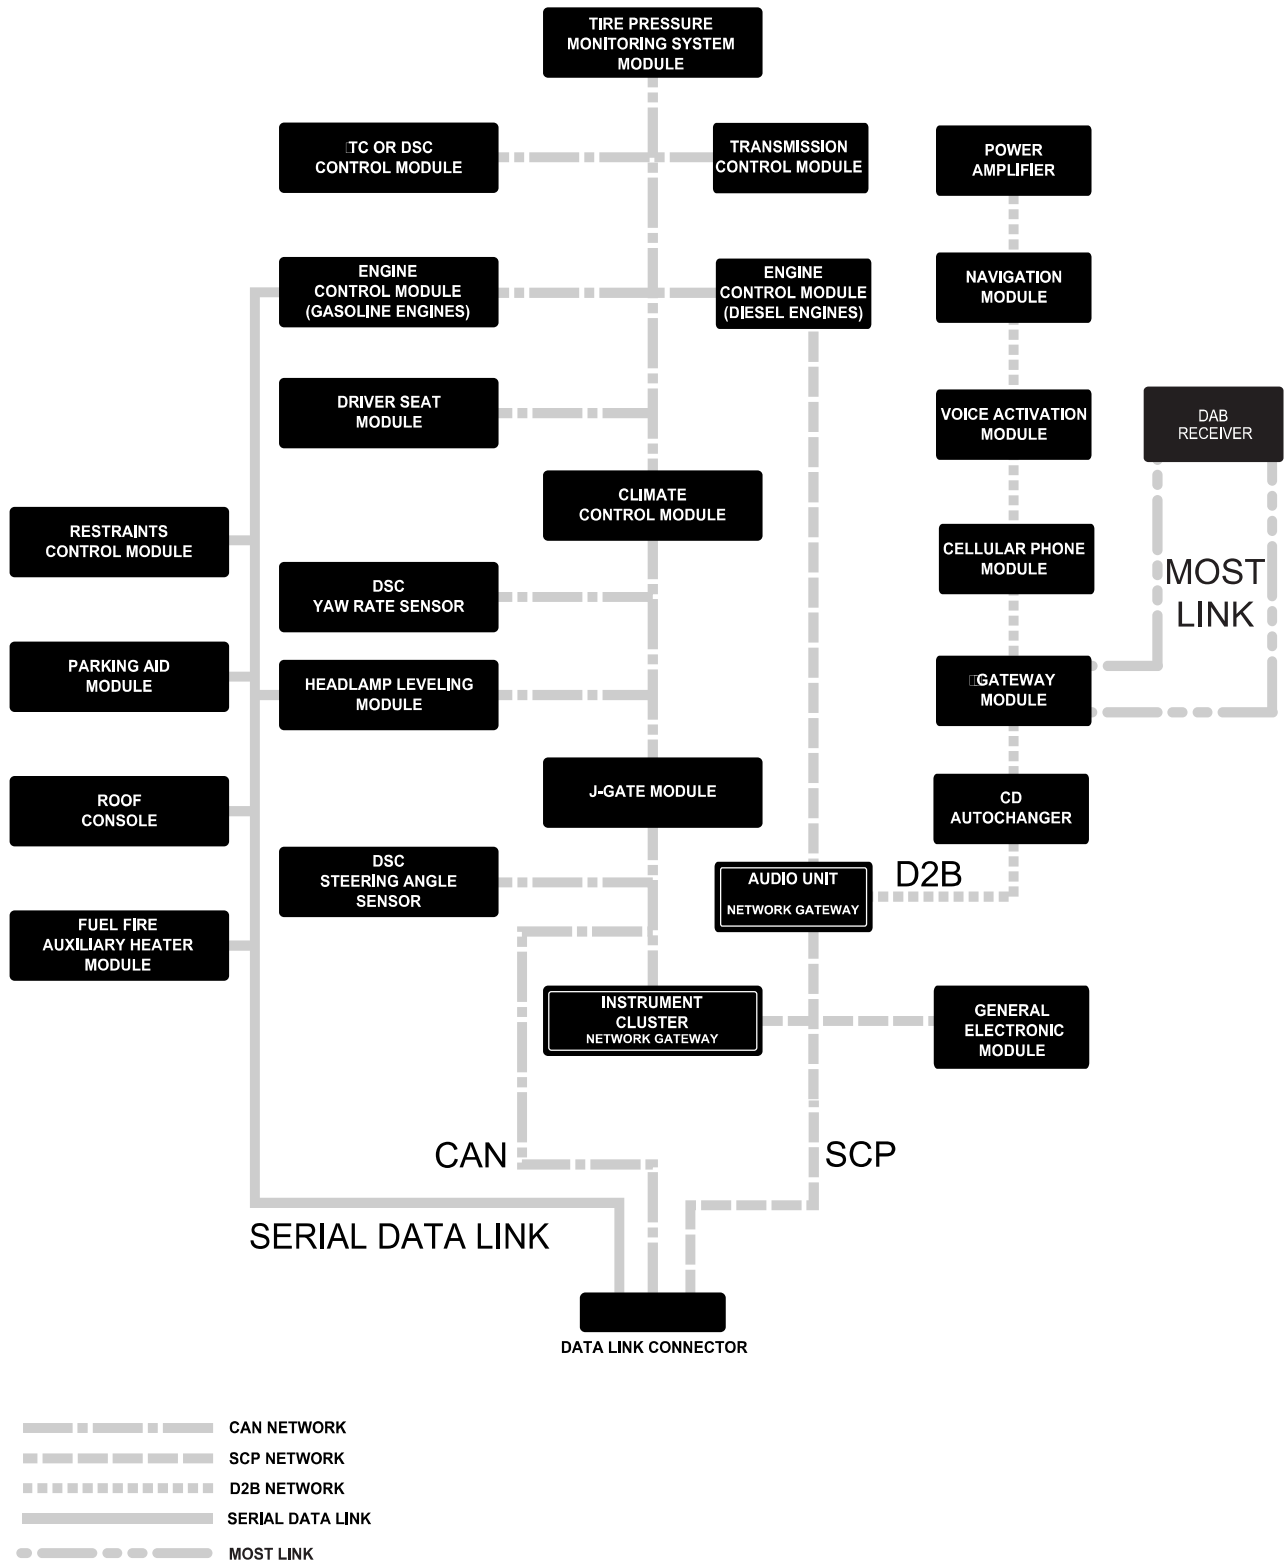 TIRE PRESSURE
MONITORING SYSTEM
MODULE
TC OR DSC
CONTROL MODULE
TRANSMISSION
CONTROL MODULE
POWER
AMPLIFIER
ENGINE
CONTROL MODULE
(GASOLINE ENGINES)
ENGINE
CONTROL MODULE
(DIESEL ENGINES)
NAVIGATION
MODULE
DRIVER SEAT
MODULE
VOICE ACTIVATION
MODULE
DAB
RECEIVER
CLIMATE
CONTROL MODULE
RESTRAINTS
CONTROL MODULE
CELLULAR PHONE
MODULE
MOST
LINK
DSC
YAW RATE SENSOR
PARKING AID
MODULE
HEADLAMP LEVELING
MODULE
GATEWAY
MODULE
J-GATE MODULE
ROOF
CONSOLE
CD
AUTOCHANGER
DSC
STEERING ANGLE
SENSOR
AUDIO UNIT
NETWORK GATEWAY
D2B
FUEL FIRE
AUXILIARY HEATER
MODULE
INSTRUMENT
CLUSTER
NETWORK GATEWAY
GENERAL
ELECTRONIC
MODULE
CAN
SCP
SERIAL DATA LINK
DATA LINK CONNECTOR
CAN NETWORK
SCP NETWORK
D2B NETWORK
SERIAL DATA LINK
MOST LINK